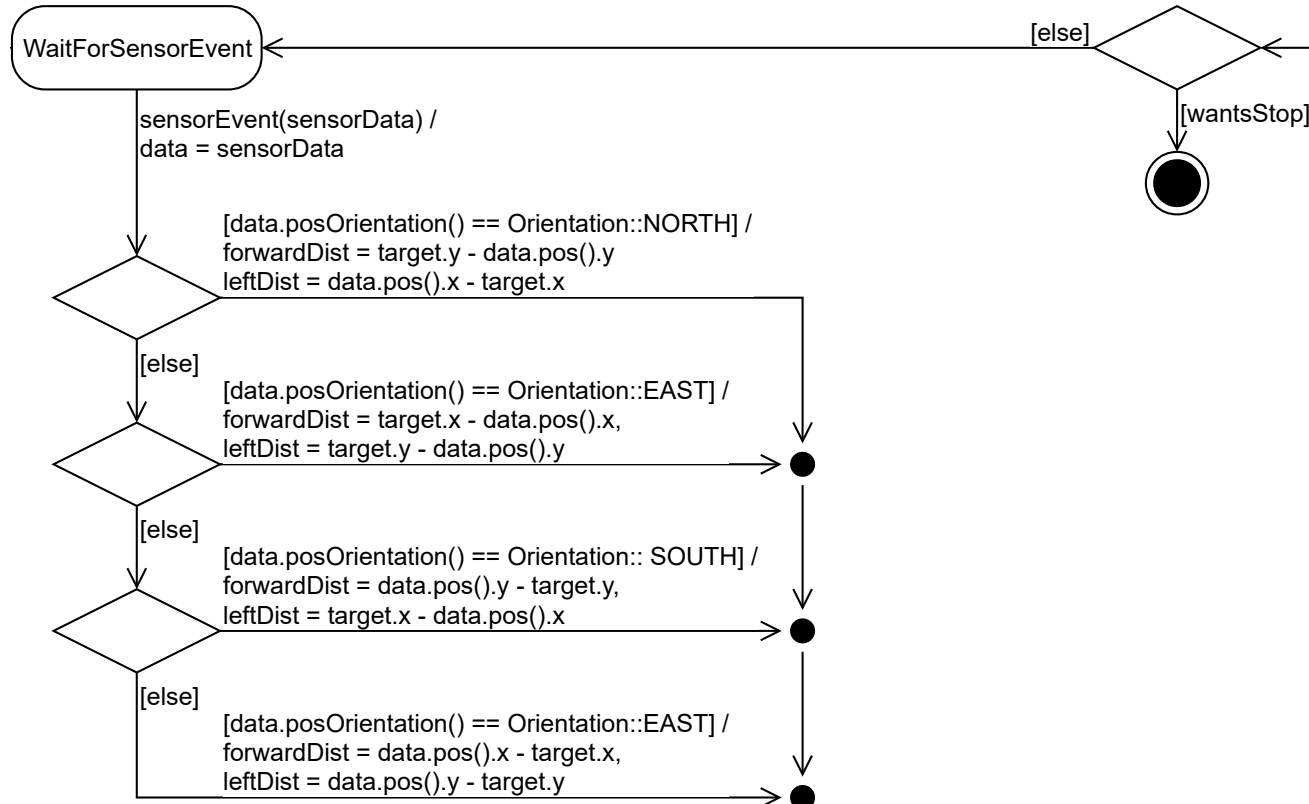 WaitForSensorEvent
[else]
[wantsStop]
sensorEvent(sensorData) /
data = sensorData
[data.posOrientation() == Orientation::NORTH] /
forwardDist = target.y - data.pos().y
leftDist = data.pos().x - target.x
[else]
[data.posOrientation() == Orientation::EAST] /
forwardDist = target.x - data.pos().x,
leftDist = target.y - data.pos().y
[else]
[data.posOrientation() == Orientation:: SOUTH] /
forwardDist = data.pos().y - target.y,
leftDist = target.x - data.pos().x
[else]
[data.posOrientation() == Orientation::EAST] /
forwardDist = data.pos().x - target.x,
leftDist = data.pos().y - target.y